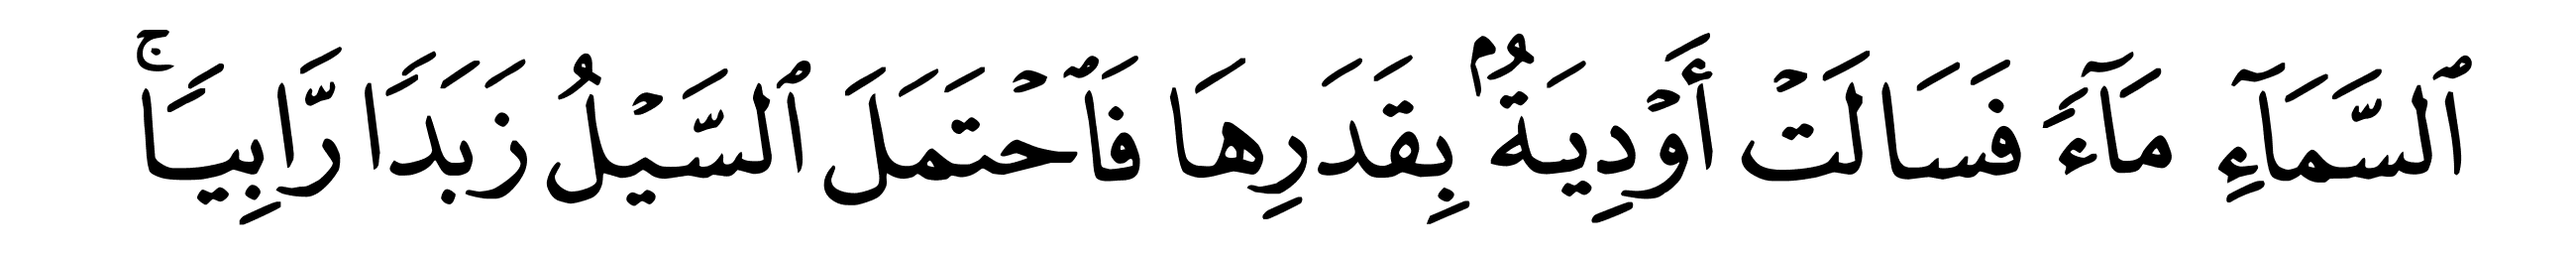 ٱلسَّمَآءِ مَآءً فَسَالَتۡ أَوۡدِيَةُۢ بِقَدَرِهَا فَٱحۡتَمَلَ ٱلسَّيۡلُ زَبَدًا رَّابِيًاۚ